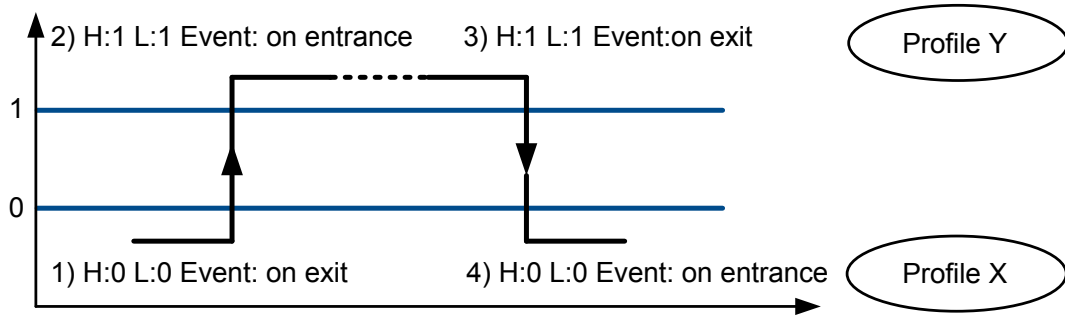 2) H:1 L:1 Event: on entrance
3) H:1 L:1 Event:on exit
Profile Y
1
0
1) H:0 L:0 Event: on exit
4) H:0 L:0 Event: on entrance
Profile X